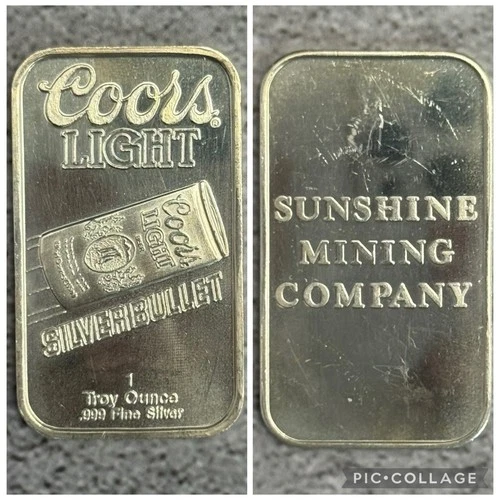 Coors
LIGHT
Coors
LIGHT
SILVER BULLET
1
Troy Ounce
.999 Fine Silver
SUNSHINE
MINING
COMPANY
PIC•COLLAGE